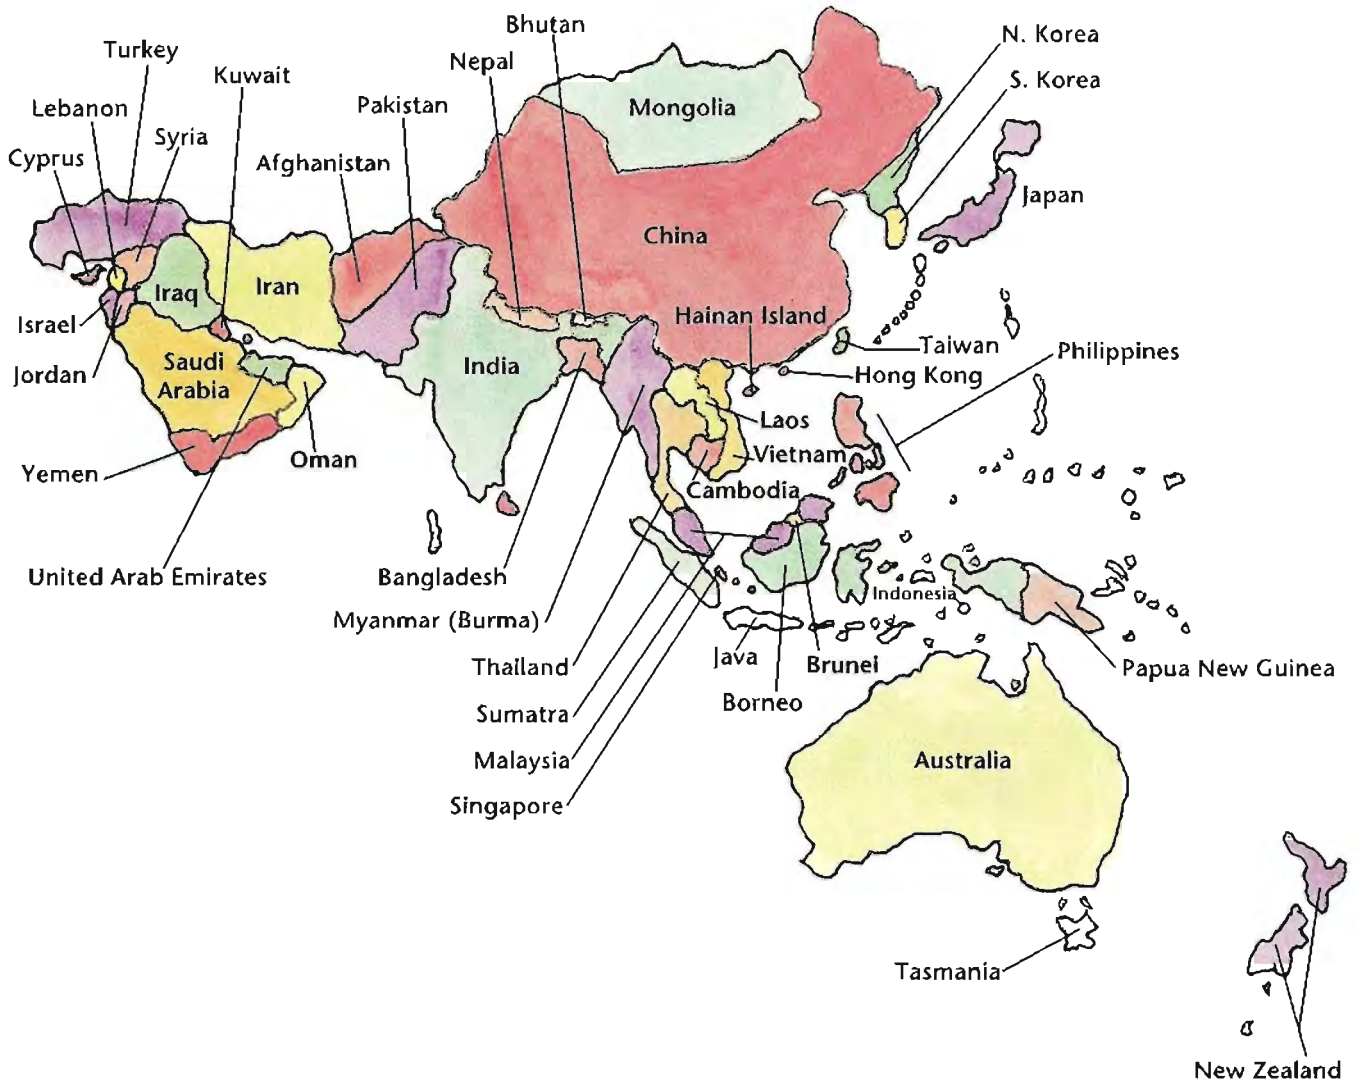 Bhutan
N. Korea
Turkey
Nepal
Kuwait
S. Korea
Lebanon
Pakistan
Mongolia
Syria
Cyprus
Afghanistan
Japan
China
Iran
Iraq
Israel
Hainan Island
Taiwan
Philippines
Saudi
Arabia
India
Jordan
Hong Kong
Laos
Vietnam
Oman
Yemen
Cambodia
United Arab Emirates
Bangladesh
Indonesia
Myanmar (Burma)
Thailand
Java
Brunei
Papua New Guinea
Borneo
Sumatra
Malaysia
Australia
Singapore
Tasmania
New Zealand